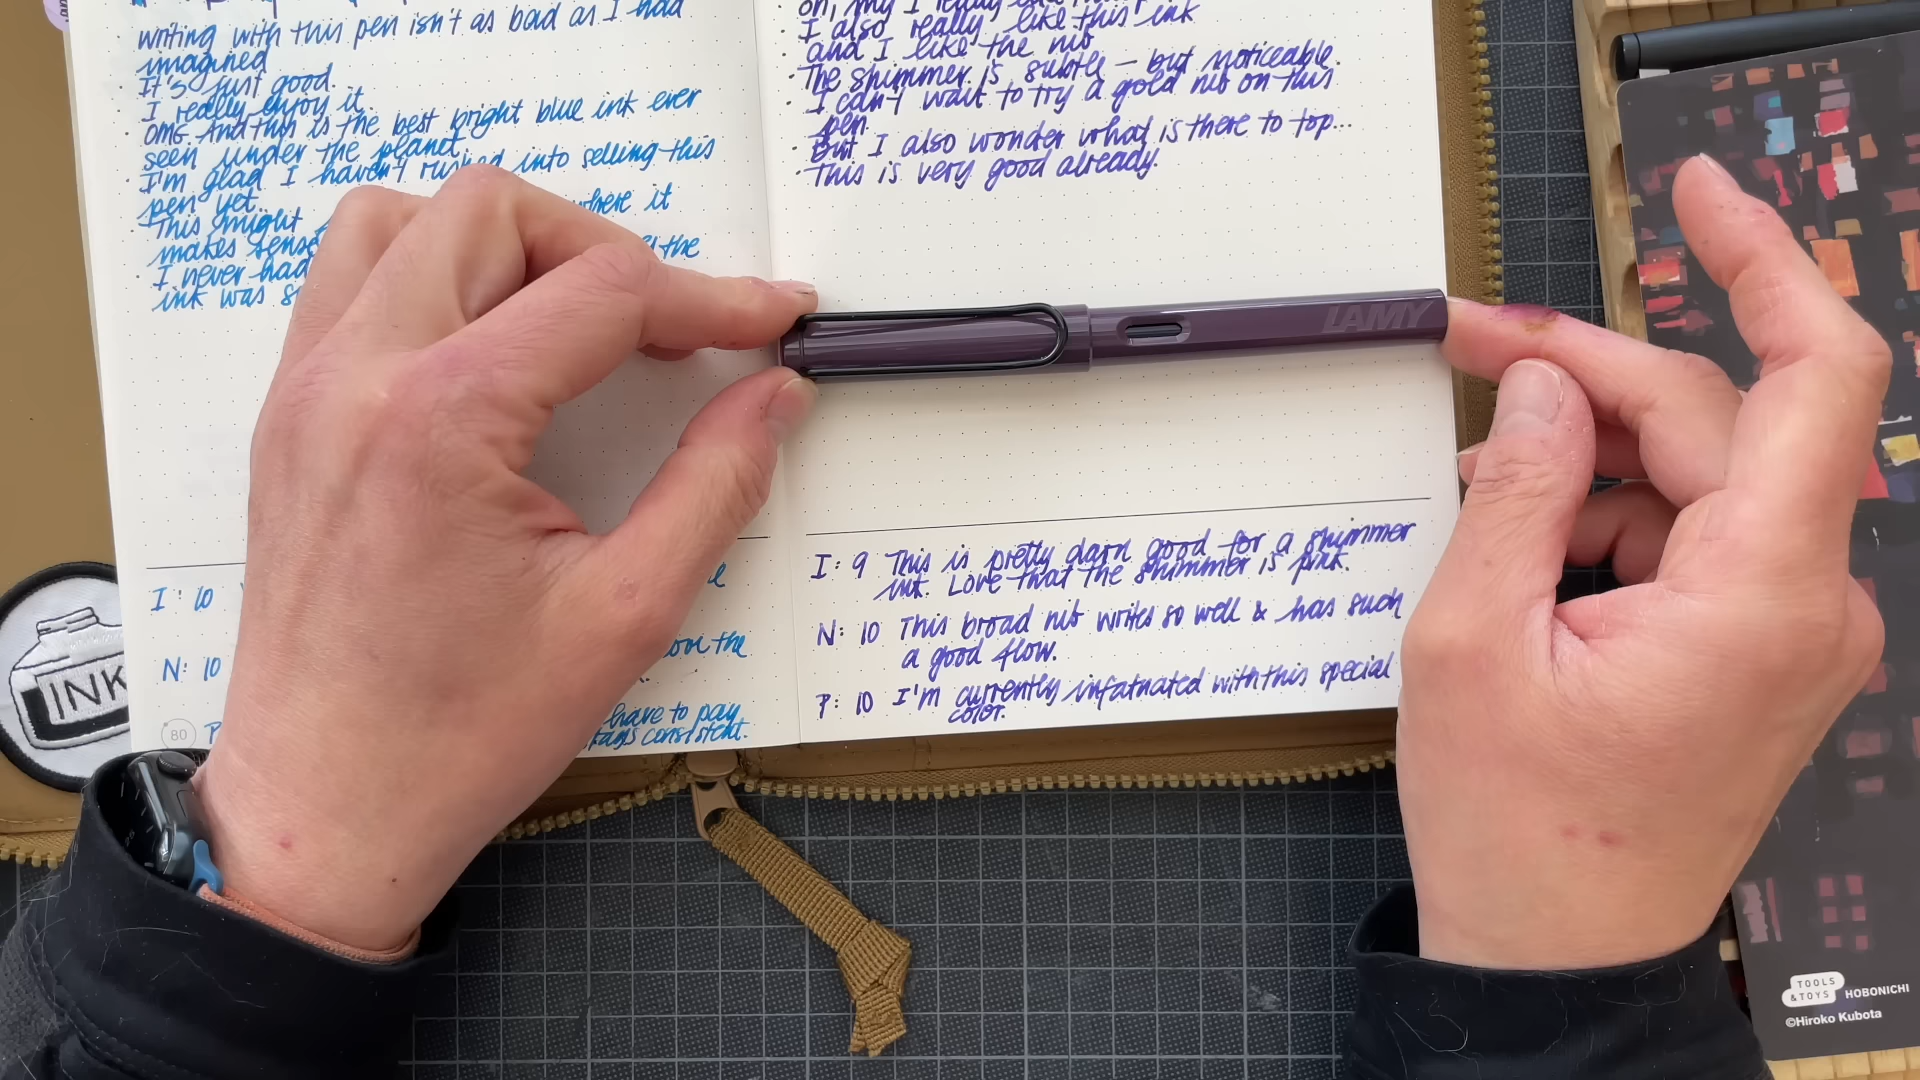 writing with this pen isn't as bad as I had
imagined
It's just good.
I really enjoy it.
OMG. And this is the best bright blue ink ever
seen under the planet.
I'm glad I haven't rushed into selling this
pen yet.
This might where it
makes sense the
I never had
ink was
I: 10
N: 10 love the
P have to pay
consistent.
80
I also really like this ink
and I like the nib
The shimmer is subtle – but noticeable.
I can't wait to try a gold nib on this
pen.
But I also wonder what is there to top...
This is very good already.
LAMY
I: 9 This is pretty darn good for a shimmer
ink. Love that the shimmer is pink.
N: 10 This broad nib writes so well & has such
a good flow.
P: 10 I'm currently infatnated with this special
color.
INK
TOOLS
& TOYS HOBONICHI
©Hiroko Kubota